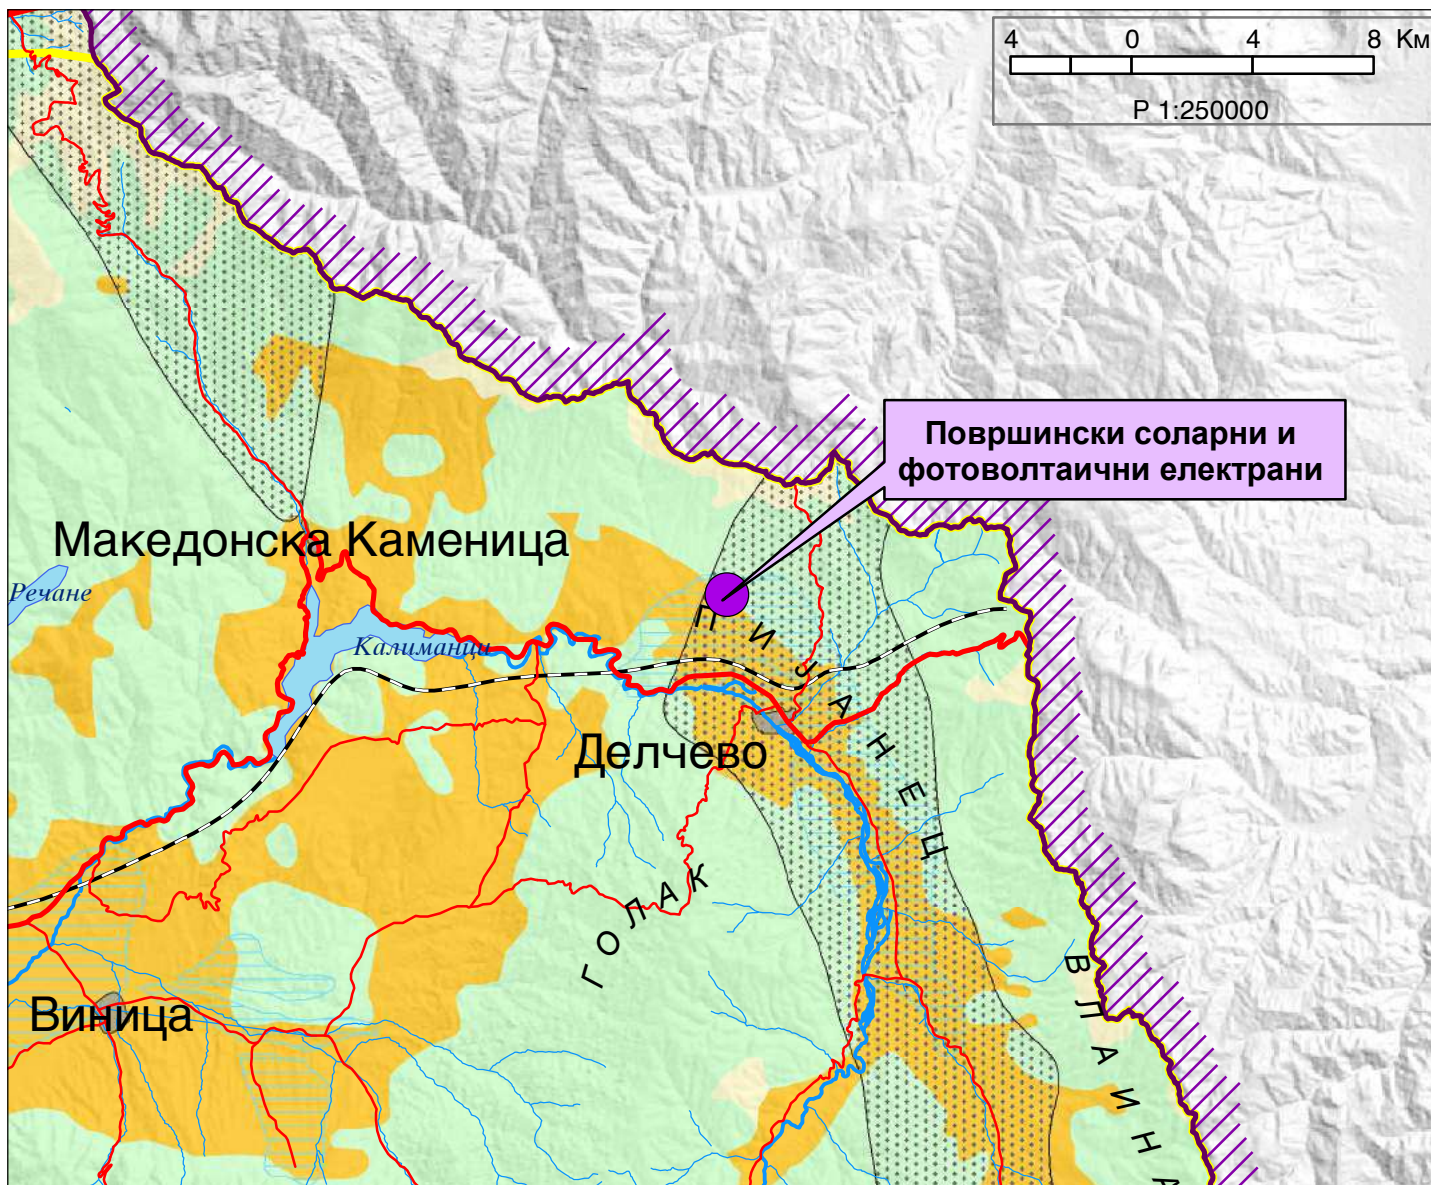 4 0 4 8 Км
Р 1:250000
Површински соларни и
фотоволтаични електрани
Македонска Каменица
Речане
Калиманци
ПИЈАНЕЦ
Делчево
ГОЛАК
ВЛАИНА
Виница